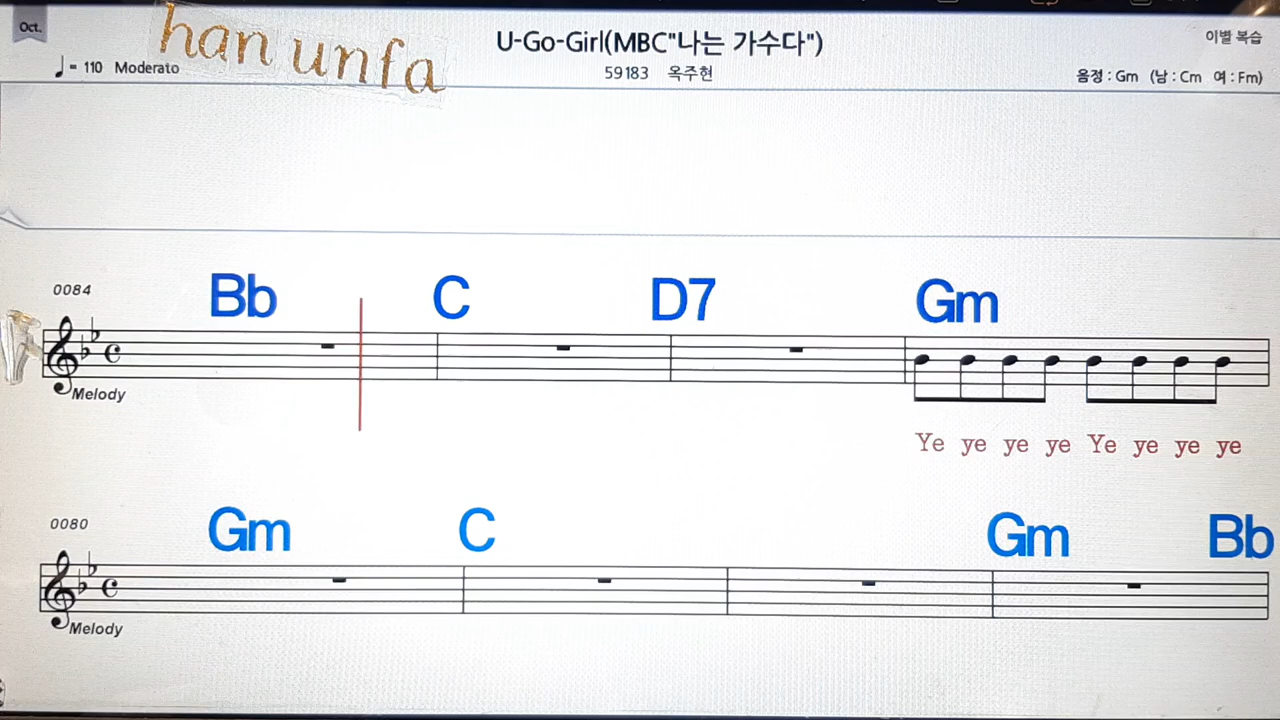 Oct.
han unfa
U-Go-Girl(MBC"나는 가수다")
이별 복습
♩= 110 Moderato
59183 옥주현
음정 : Gm (남 : Cm 여 : Fm)
0084
Bb C D7 Gm
Melody
Ye ye ye ye Ye ye ye ye
0080
Gm C Gm Bb
Melody